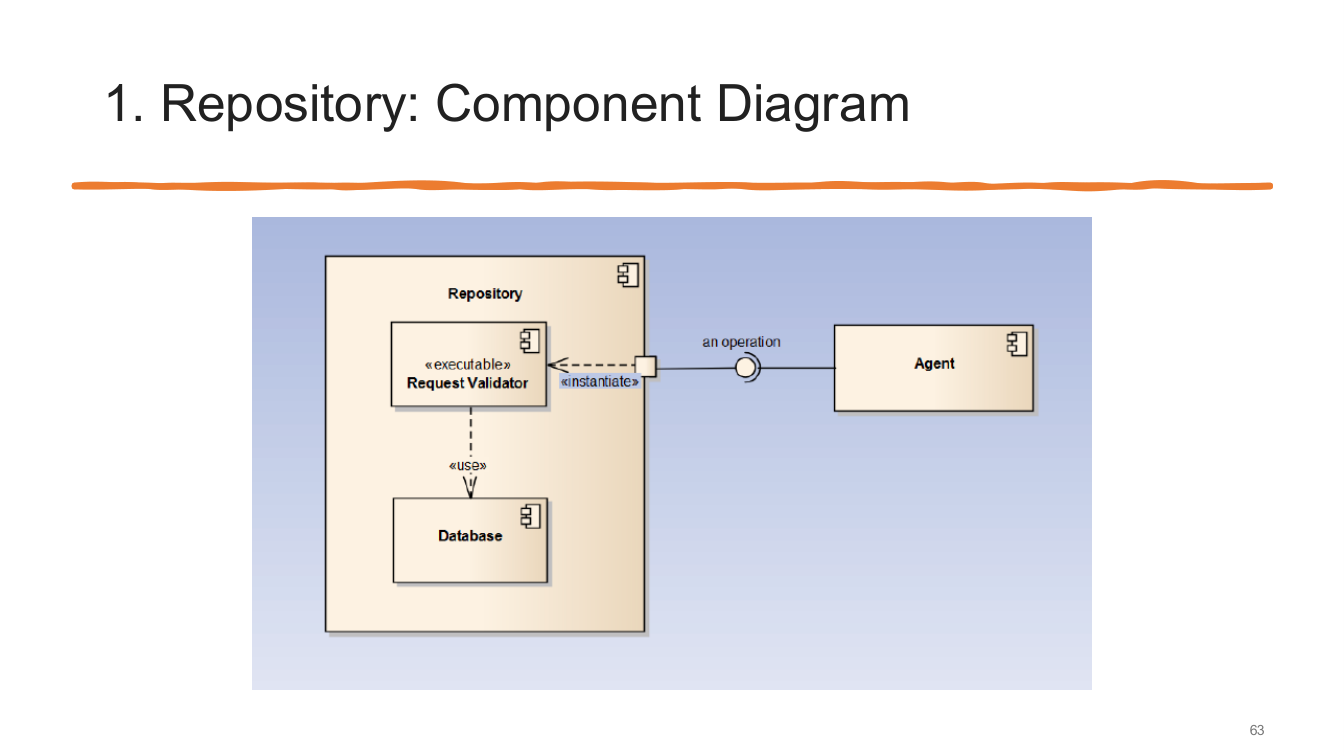 1. Repository: Component Diagram
Repository
«executable»
Request Validator
«instantiate»
an operation
Agent
«use»
Database
63